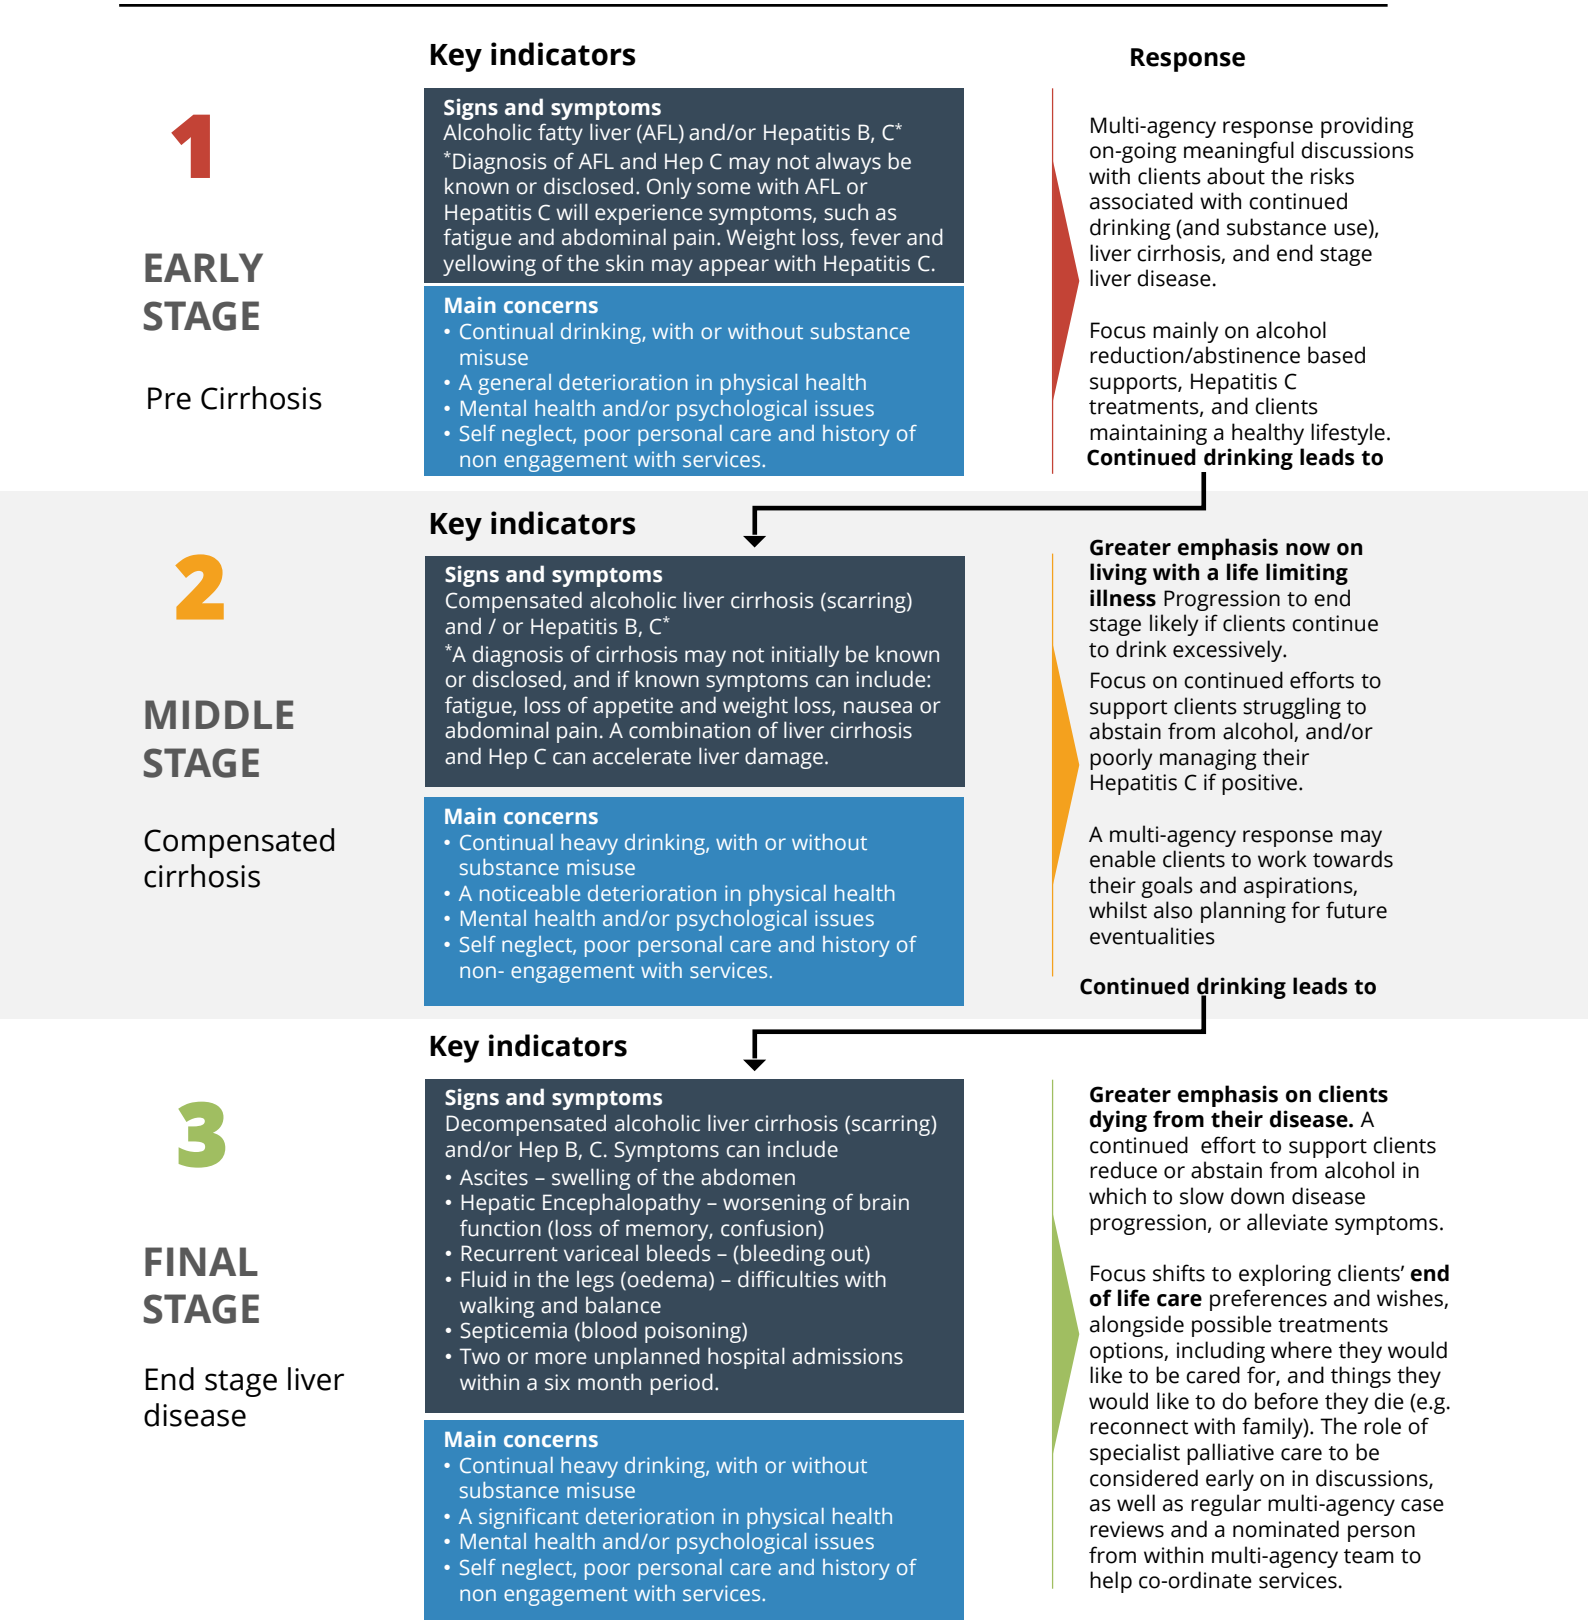 Key indicators
Response
1
EARLY
STAGE
Pre Cirrhosis
Signs and symptoms
Alcoholic fatty liver (AFL) and/or Hepatitis B, C*
*Diagnosis of AFL and Hep C may not always be
known or disclosed. Only some with AFL or
Hepatitis C will experience symptoms, such as
fatigue and abdominal pain. Weight loss, fever and
yellowing of the skin may appear with Hepatitis C.
Main concerns
• Continual drinking, with or without substance
misuse
• A general deterioration in physical health
• Mental health and/or psychological issues
• Self neglect, poor personal care and history of
non engagement with services.
Multi-agency response providing
on-going meaningful discussions
with clients about the risks
associated with continued
drinking (and substance use),
liver cirrhosis, and end stage
liver disease.
Focus mainly on alcohol
reduction/abstinence based
supports, Hepatitis C
treatments, and clients
maintaining a healthy lifestyle.
Continued drinking leads to
Key indicators
2
MIDDLE
STAGE
Compensated
cirrhosis
Signs and symptoms
Compensated alcoholic liver cirrhosis (scarring)
and / or Hepatitis B, C*
*A diagnosis of cirrhosis may not initially be known
or disclosed, and if known symptoms can include:
fatigue, loss of appetite and weight loss, nausea or
abdominal pain. A combination of liver cirrhosis
and Hep C can accelerate liver damage.
Main concerns
• Continual heavy drinking, with or without
substance misuse
• A noticeable deterioration in physical health
• Mental health and/or psychological issues
• Self neglect, poor personal care and history of
non- engagement with services.
Greater emphasis now on
living with a life limiting
illness Progression to end
stage likely if clients continue
to drink excessively.
Focus on continued efforts to
support clients struggling to
abstain from alcohol, and/or
poorly managing their
Hepatitis C if positive.
A multi-agency response may
enable clients to work towards
their goals and aspirations,
whilst also planning for future
eventualities
Continued drinking leads to
Key indicators
3
FINAL
STAGE
End stage liver
disease
Signs and symptoms
Decompensated alcoholic liver cirrhosis (scarring)
and/or Hep B, C. Symptoms can include
• Ascites – swelling of the abdomen
• Hepatic Encephalopathy – worsening of brain
function (loss of memory, confusion)
• Recurrent variceal bleeds – (bleeding out)
• Fluid in the legs (oedema) – difficulties with
walking and balance
• Septicemia (blood poisoning)
• Two or more unplanned hospital admissions
within a six month period.
Main concerns
• Continual heavy drinking, with or without
substance misuse
• A significant deterioration in physical health
• Mental health and/or psychological issues
• Self neglect, poor personal care and history of
non engagement with services.
Greater emphasis on clients
dying from their disease. A
continued effort to support clients
reduce or abstain from alcohol in
which to slow down disease
progression, or alleviate symptoms.
Focus shifts to exploring clients’ end
of life care preferences and wishes,
alongside possible treatments
options, including where they would
like to be cared for, and things they
would like to do before they die (e.g.
reconnect with family). The role of
specialist palliative care to be
considered early on in discussions,
as well as regular multi-agency case
reviews and a nominated person
from within multi-agency team to
help co-ordinate services.